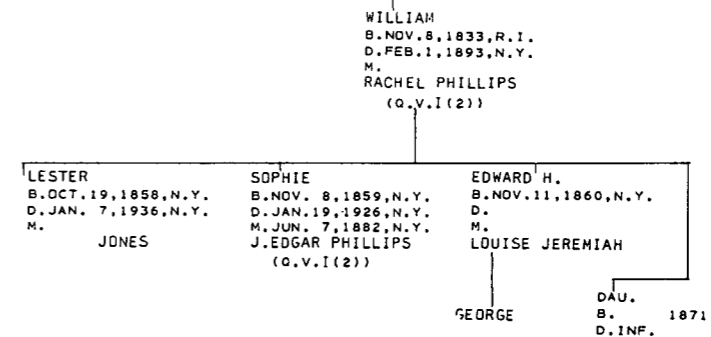 WILLIAM
B.NOV.8,1833,R.I.
D.FEB.1,1893,N.Y.
M.
RACHEL PHILLIPS
(Q.V.I(2))
LESTER
B.OCT.19,1858,N.Y.
D.JAN. 7,1936,N.Y.
M.
JONES
SOPHIE
B.NOV. 8,1859,N.Y.
D.JAN.19,1926,N.Y.
M.JUN. 7,1882,N.Y.
J.EDGAR PHILLIPS
(Q.V.I(2))
EDWARD H.
B.NOV.11,1860,N.Y.
D.
M.
LOUISE JEREMIAH
GEORGE
DAU.
B. 1871
D.INF.